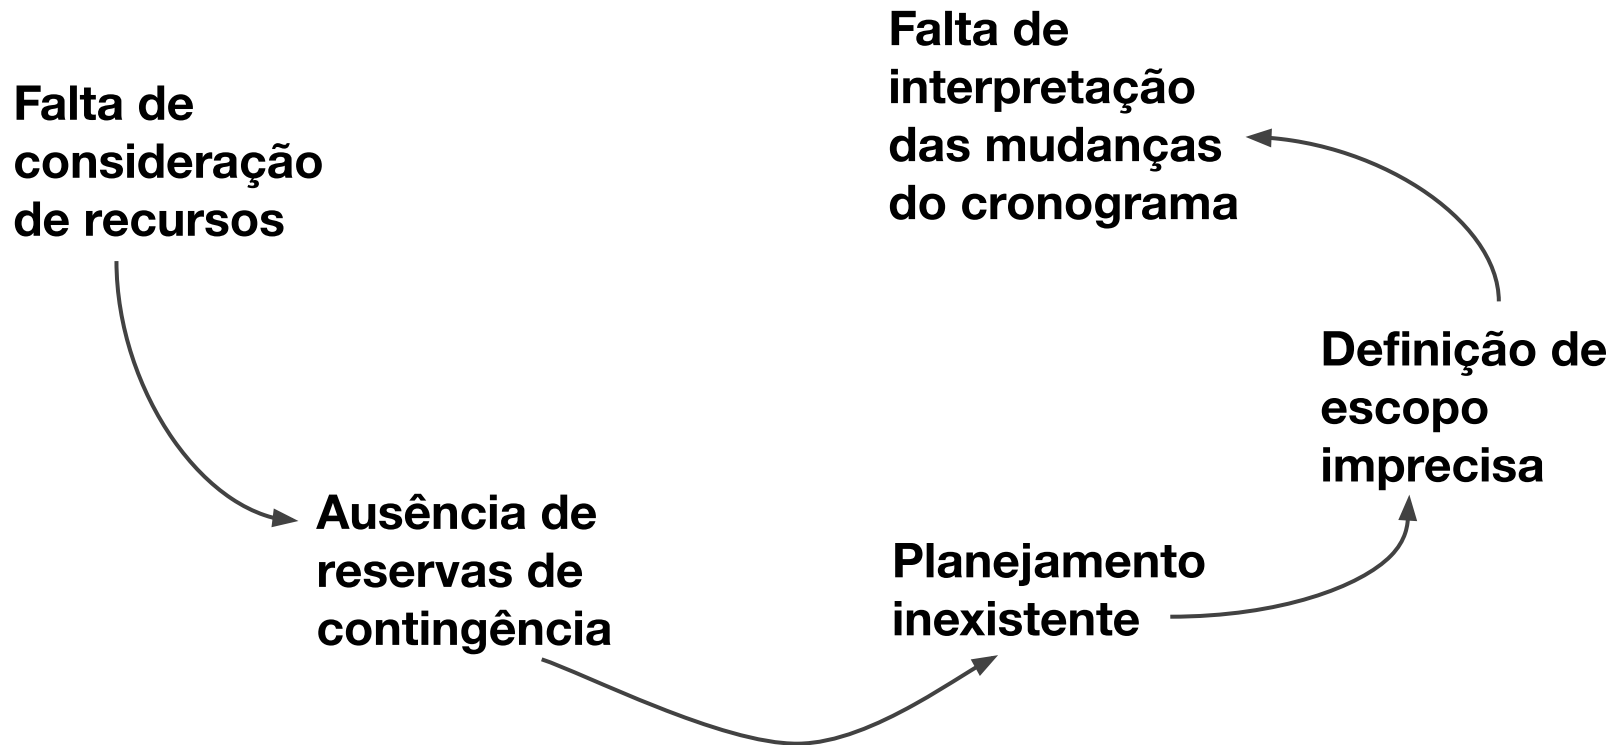 Falta de
consideração
de recursos
Ausência de
reservas de
contingência
Planejamento
inexistente
Definição de
escopo
imprecisa
Falta de
interpretação
das mudanças
do cronograma